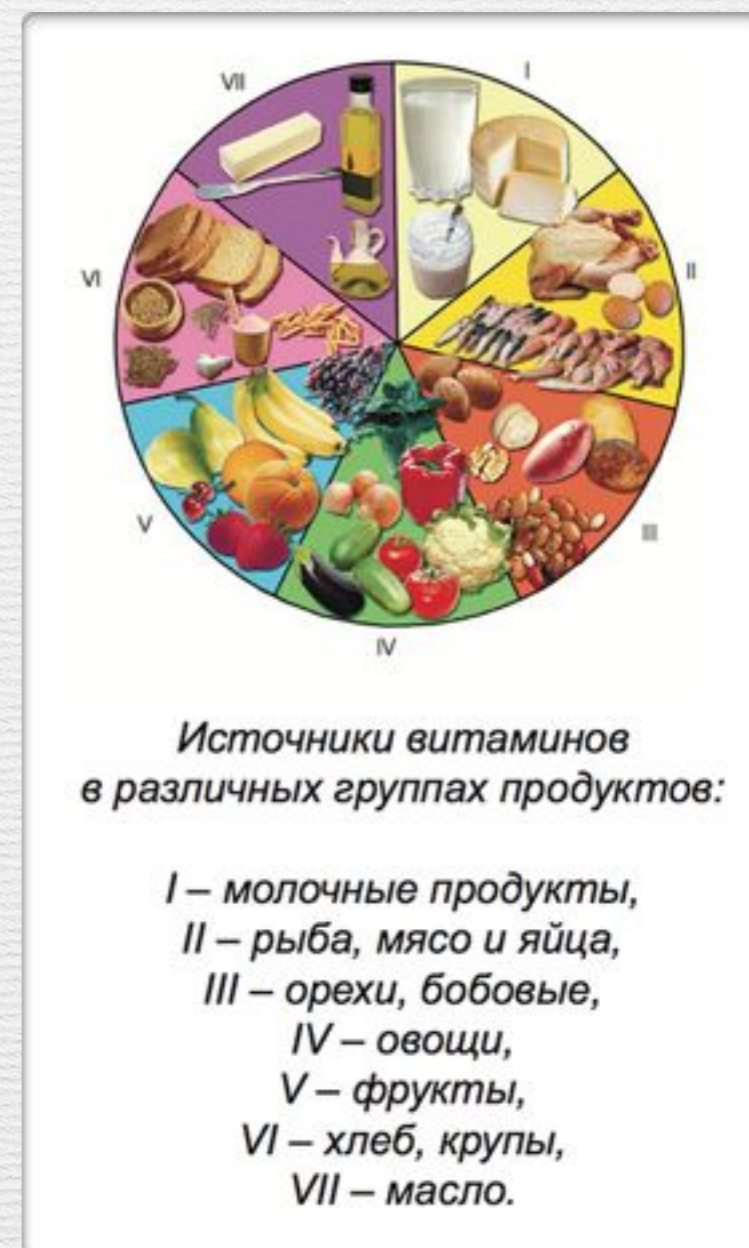 VII
I
VI
II
V
III
IV
Источники витаминов
в различных группах продуктов:
I – молочные продукты,
II – рыба, мясо и яйца,
III – орехи, бобовые,
IV – овощи,
V – фрукты,
VI – хлеб, крупы,
VII – масло.